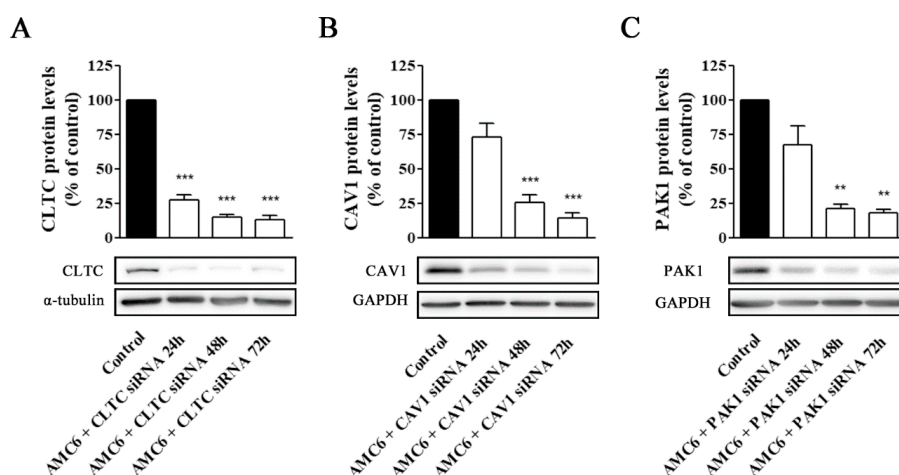 A
CLTC protein levels
(% of control)
125
100
75
50
25
0
***
***
***
CLTC
α-tubulin
Control
AMC6 + CLTC siRNA 24h
AMC6 + CLTC siRNA 48h
AMC6 + CLTC siRNA 72h
B
CAV1 protein levels
(% of control)
125
100
75
50
25
0
***
***
CAV1
GAPDH
Control
AMC6 + CAV1 siRNA 24h
AMC6 + CAV1 siRNA 48h
AMC6 + CAV1 siRNA 72h
C
PAK1 protein levels
(% of control)
125
100
75
50
25
0
**
**
PAK1
GAPDH
Control
AMC6 + PAK1 siRNA 24h
AMC6 + PAK1 siRNA 48h
AMC6 + PAK1 siRNA 72h